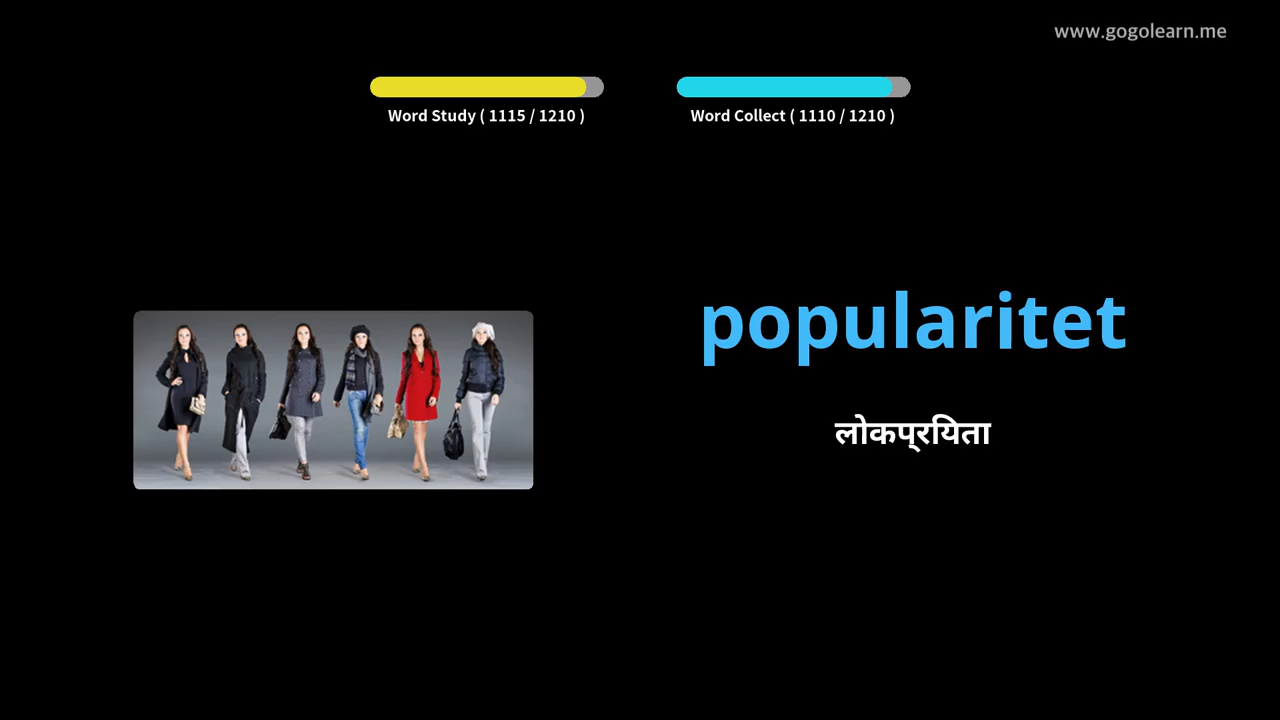 www.gogolearn.me
Word Study ( 1115 / 1210 )
Word Collect ( 1110 / 1210 )
popularitet
लोकप्रियता